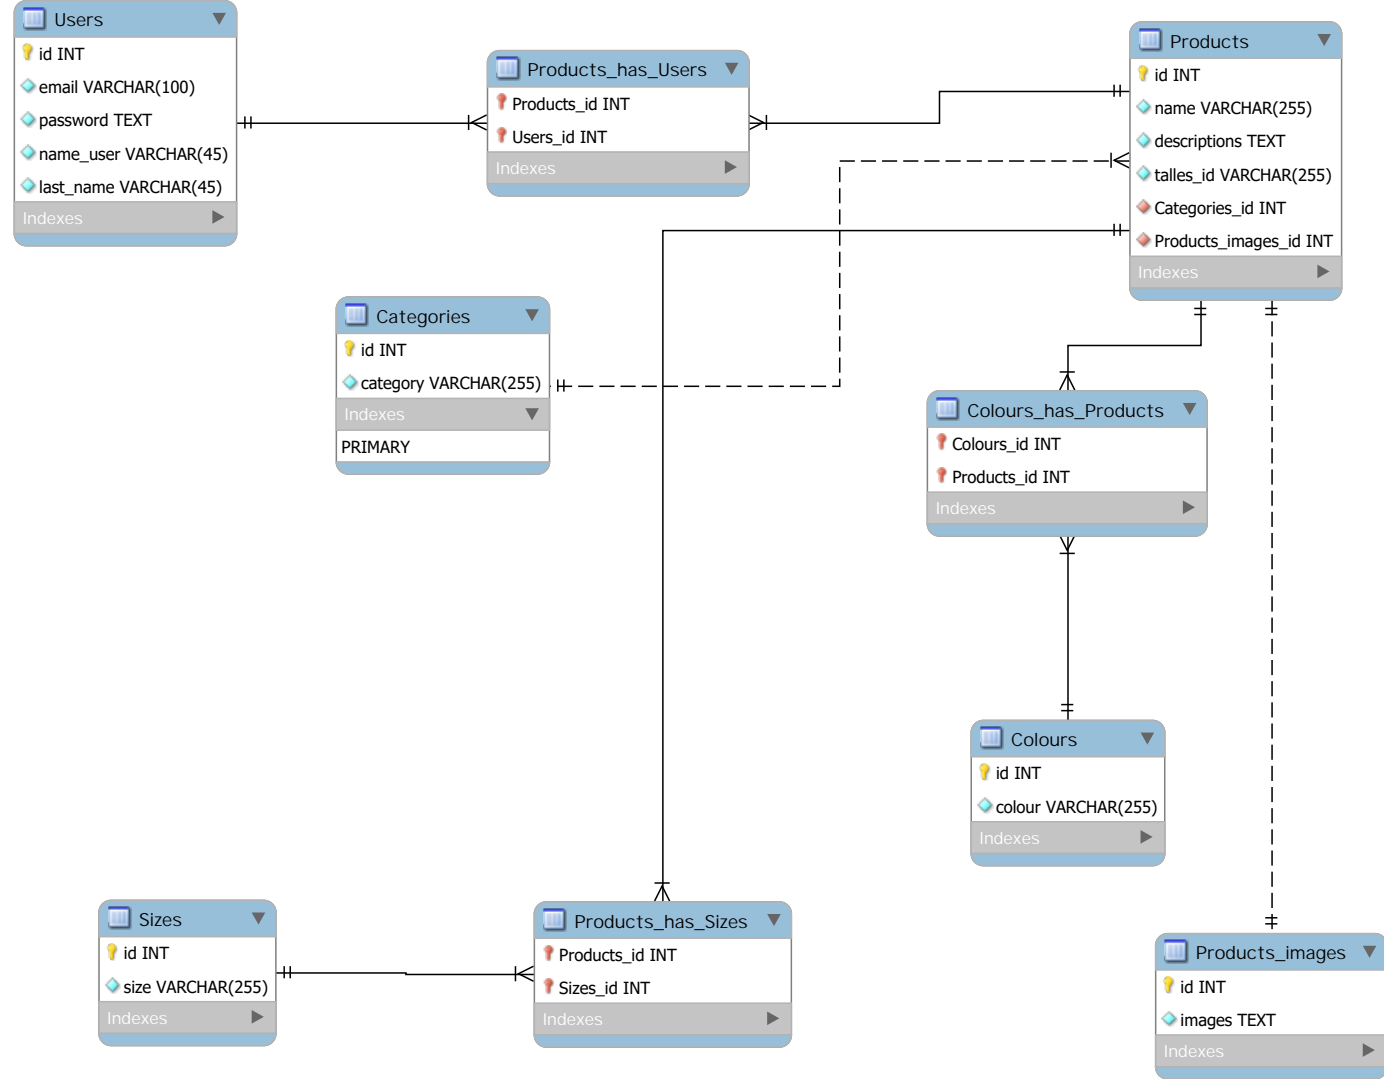 Users
id INT
email VARCHAR(100)
password TEXT
name_user VARCHAR(45)
last_name VARCHAR(45)
Indexes
Products_has_Users
Products_id INT
Users_id INT
Indexes
Products
id INT
name VARCHAR(255)
descriptions TEXT
talles_id VARCHAR(255)
Categories_id INT
Products_images_id INT
Indexes
Categories
id INT
category VARCHAR(255)
Indexes
PRIMARY
Colours_has_Products
Colours_id INT
Products_id INT
Indexes
Colours
id INT
colour VARCHAR(255)
Indexes
Sizes
id INT
size VARCHAR(255)
Indexes
Products_has_Sizes
Products_id INT
Sizes_id INT
Indexes
Products_images
id INT
images TEXT
Indexes